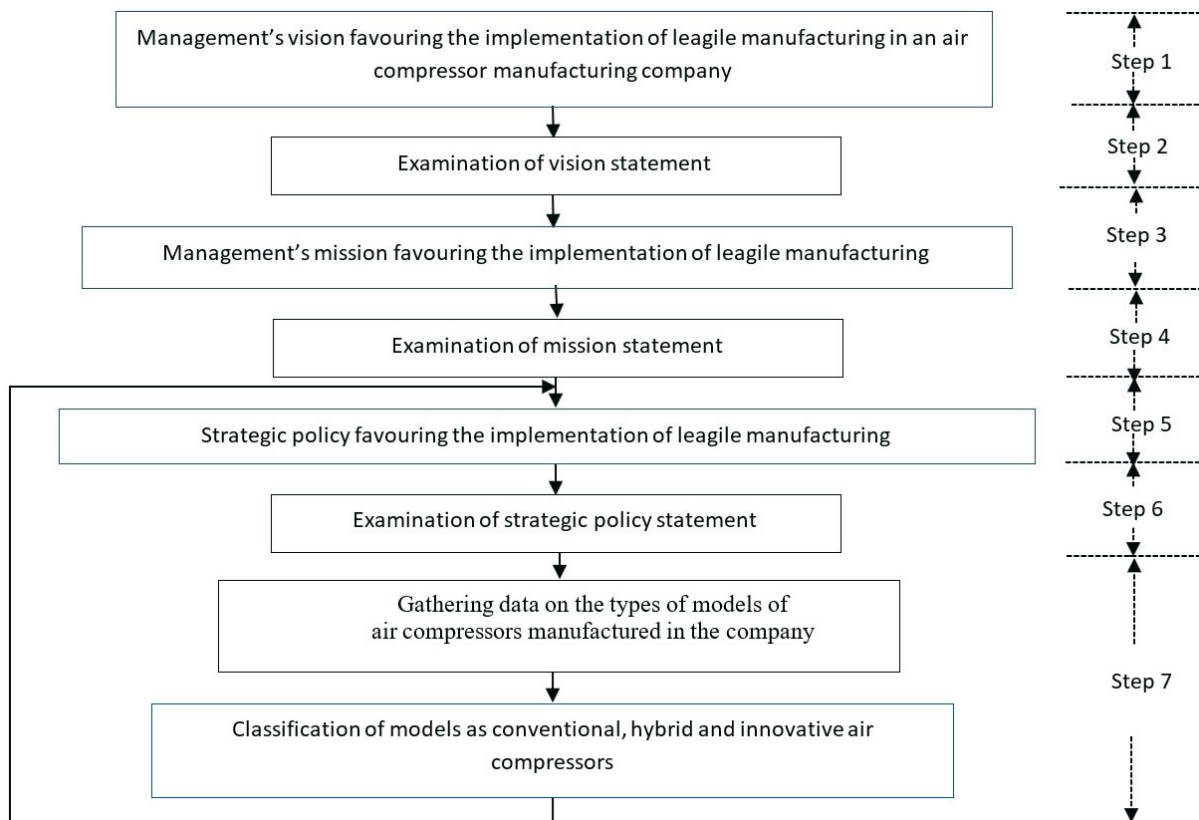 Management’s vision favouring the implementation of leagile manufacturing in an air
compressor manufacturing company
Step 1
Examination of vision statement
Step 2
Management’s mission favouring the implementation of leagile manufacturing
Step 3
Examination of mission statement
Step 4
Strategic policy favouring the implementation of leagile manufacturing
Step 5
Examination of strategic policy statement
Step 6
Gathering data on the types of models of
air compressors manufactured in the company
Classification of models as conventional, hybrid and innovative air
compressors
Step 7